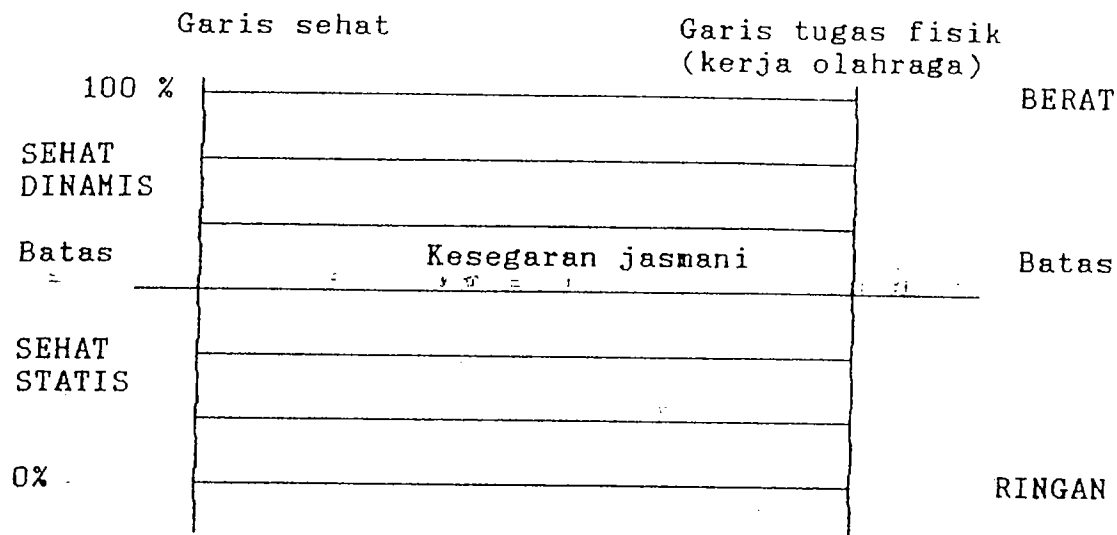 Garis sehat
Garis tugas fisik
(kerja olahraga)
100 %
BERAT
SEHAT
DINAMIS
Batas
Kesegaran jasmani
Batas
SEHAT
STATIS
0%
RINGAN